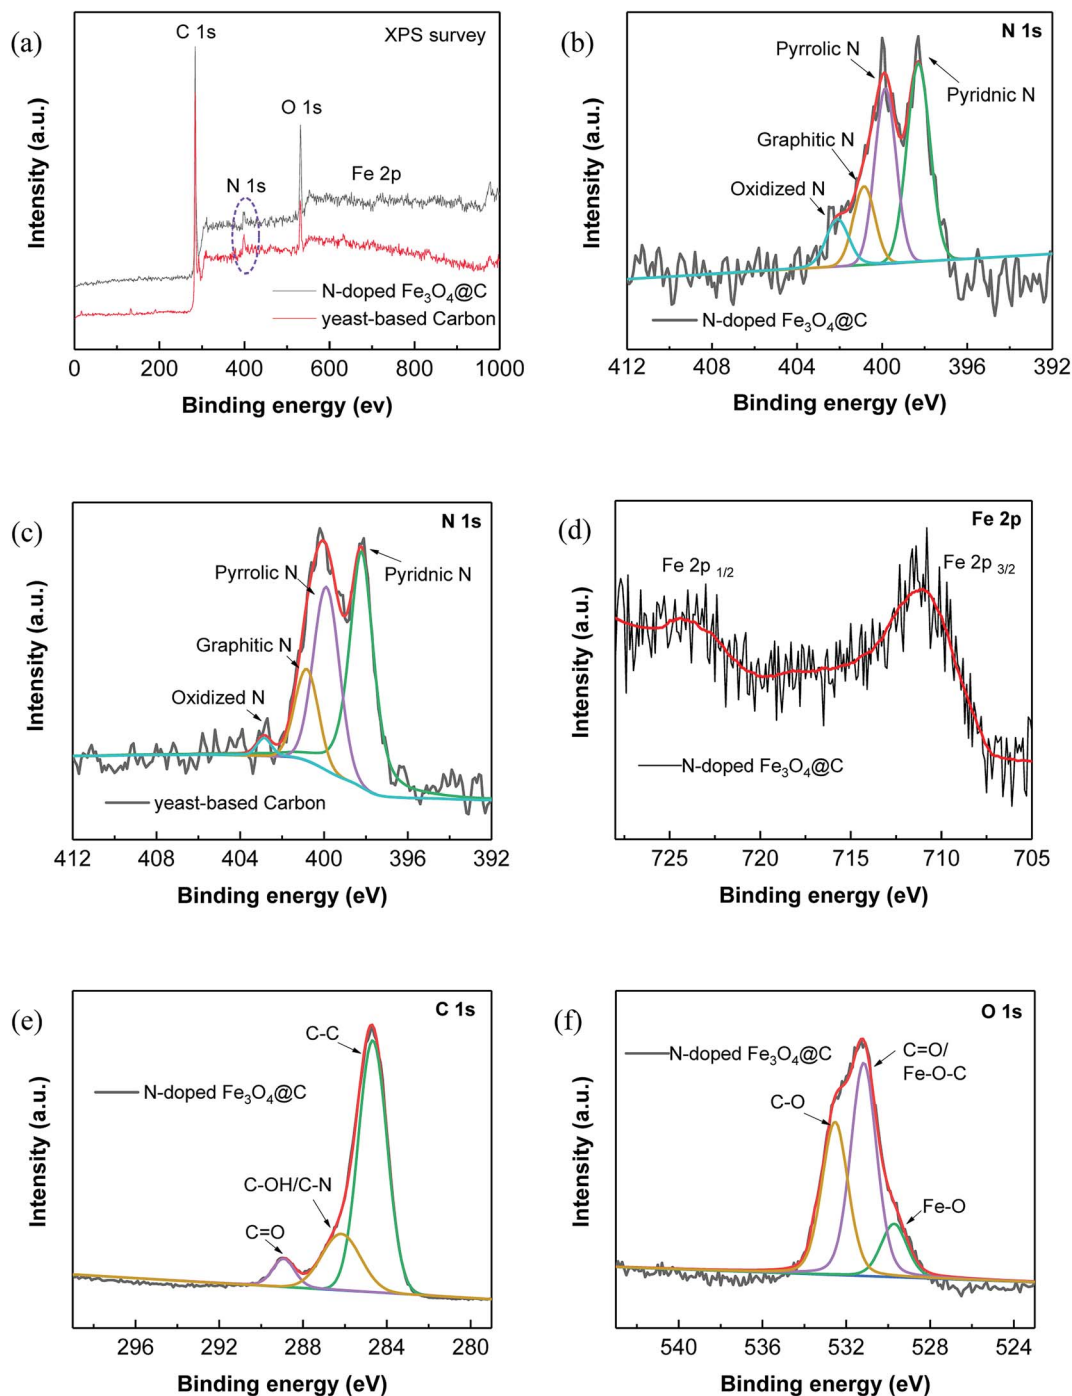 (a)
XPS survey
C 1s
O 1s
N 1s
Fe 2p
N-doped Fe₃O₄@C
yeast-based Carbon
Intensity (a.u.)
0 200 400 600 800 1000
Binding energy (ev)
(b)
N 1s
Pyrrolic N
Pyridnic N
Graphitic N
Oxidized N
N-doped Fe₃O₄@C
Intensity (a.u.)
412 408 404 400 396 392
Binding energy (eV)
(c)
N 1s
Pyrrolic N
Pyridnic N
Graphitic N
Oxidized N
yeast-based Carbon
Intensity (a.u.)
412 408 404 400 396 392
Binding energy (eV)
(d)
Fe 2p
Fe 2p 1/2
Fe 2p 3/2
N-doped Fe₃O₄@C
Intensity (a.u.)
725 720 715 710 705
Binding energy (eV)
(e)
C 1s
C-C
N-doped Fe₃O₄@C
C-OH/C-N
C=O
Intensity (a.u.)
296 292 288 284 280
Binding energy (eV)
(f)
O 1s
N-doped Fe₃O₄@C
C=O/
Fe-O-C
C-O
Fe-O
Intensity (a.u.)
540 536 532 528 524
Binding energy (eV)